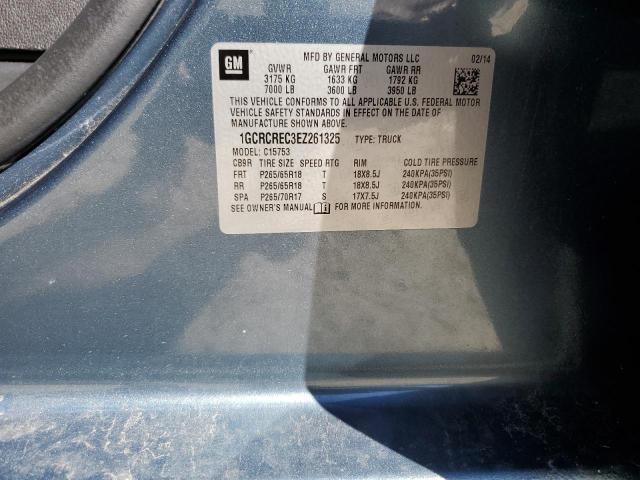 GM
MFD BY GENERAL MOTORS LLC 02/14
GVWR GAWR FRT GAWR RR
3175 KG 1633 KG 1792 KG
7000 LB 3600 LB 3950 LB
THIS VEHICLE CONFORMS TO ALL APPLICABLE U.S. FEDERAL MOTOR
VEHICLE SAFETY STANDARDS IN EFFECT ON THE DATE OF
MANUFACTURE SHOWN ABOVE.
1GCRCREC3EZ261325 TYPE: TRUCK
MODEL: C15753
CB9R TIRE SIZE SPEED RTG RIM COLD TIRE PRESSURE
FRT P265/65R18 T 18X8.5J 240KPA(35PSI)
RR P265/65R18 T 18X8.5J 240KPA(35PSI)
SPA P265/70R17 S 17X7.5J 240KPA(35PSI)
SEE OWNER'S MANUAL FOR MORE INFORMATION.